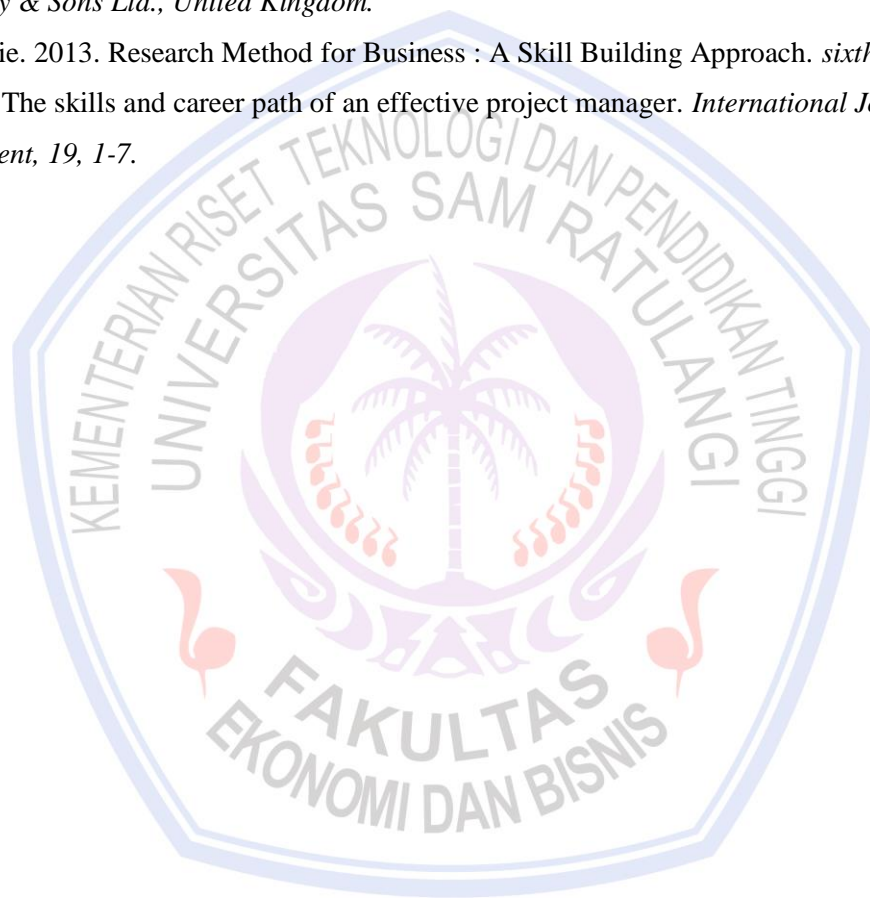 y & Sons Ltd., United Kingdom.
ie. 2013. Research Method for Business : A Skill Building Approach. sixth
The skills and career path of an effective project manager. International Jo
ent, 19, 1-7.
KEMENTERIAN RISET TEKNOLOGI DAN PENDIDIKAN TINGGI
UNIVERSITAS SAM RATULANGI
FAKULTAS
EKONOMI DAN BISNIS